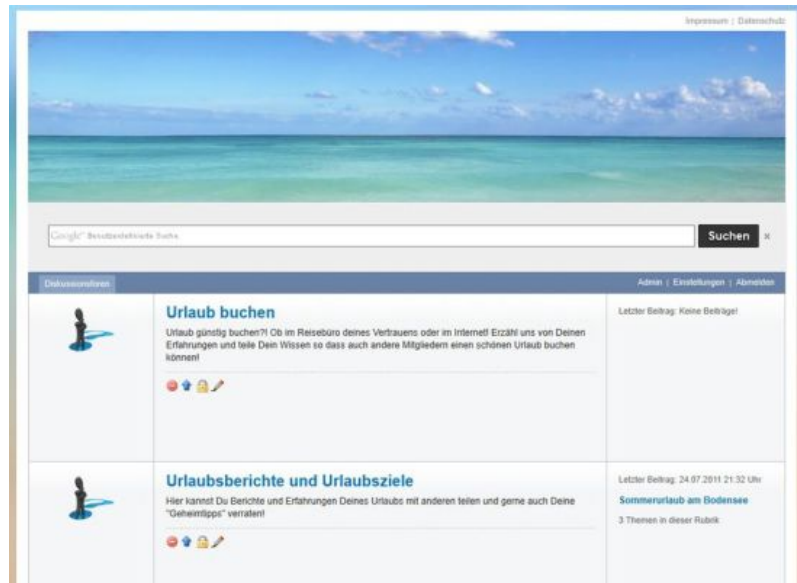 Impressum | Datenschutz
Google™ Benutzerdefinierte Suche
Suchen x
Diskussionsforen
Admin | Einstellungen | Abmelden
Urlaub buchen
Urlaub günstig buchen?! Ob im Reisebüro deines Vertrauens oder im Internet! Erzähl uns von Deinen
Erfahrungen und teile Dein Wissen so dass auch andere Mitgliedern einen schönen Urlaub buchen
können!
Letzter Beitrag: Keine Beiträge!
Urlaubsberichte und Urlaubsziele
Hier kannst Du Berichte und Erfahrungen Deines Urlaubs mit anderen teilen und gerne auch Deine
"Geheimtipps" verraten!
Letzter Beitrag: 24.07.2011 21:32 Uhr
Sommerurlaub am Bodensee
3 Themen in dieser Rubrik